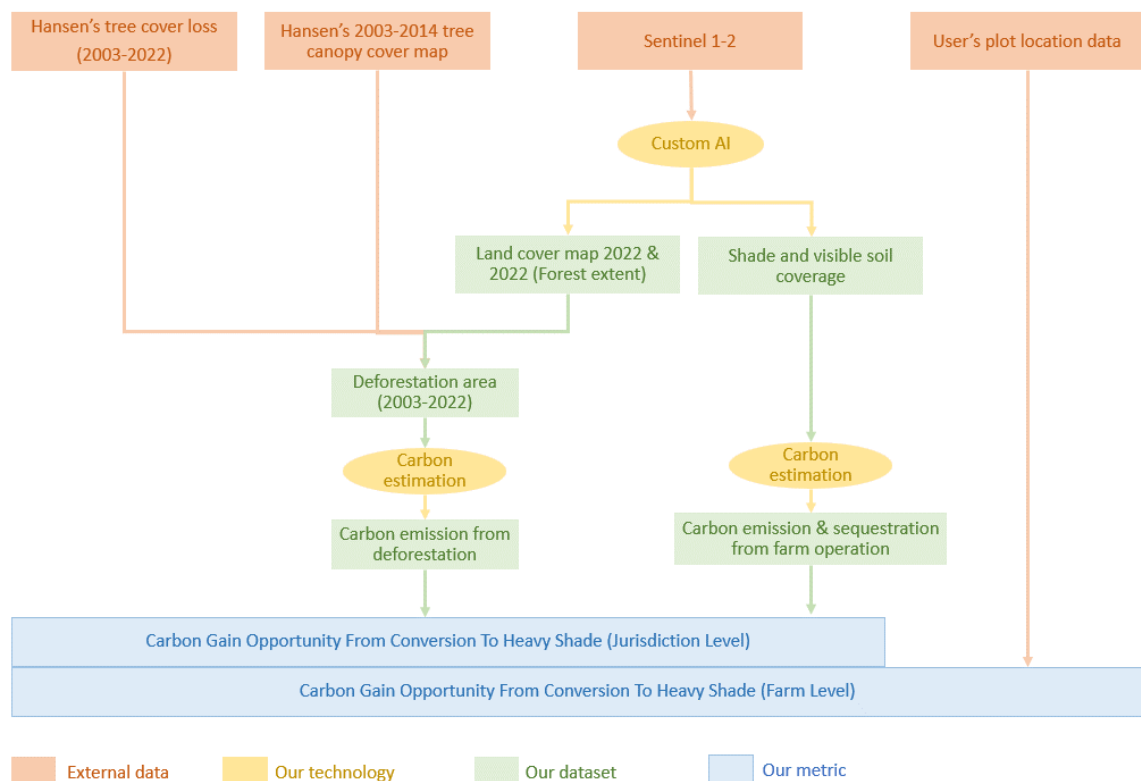 Hansen's tree cover loss
(2003-2022)
Hansen's 2003-2014 tree
canopy cover map
Sentinel 1-2
User's plot location data
Custom AI
Land cover map 2022 &
2022 (Forest extent)
Shade and visible soil
coverage
Deforestation area
(2003-2022)
Carbon
estimation
Carbon
estimation
Carbon emission from
deforestation
Carbon emission & sequestration
from farm operation
Carbon Gain Opportunity From Conversion To Heavy Shade (Jurisdiction Level)
Carbon Gain Opportunity From Conversion To Heavy Shade (Farm Level)
External data
Our technology
Our dataset
Our metric